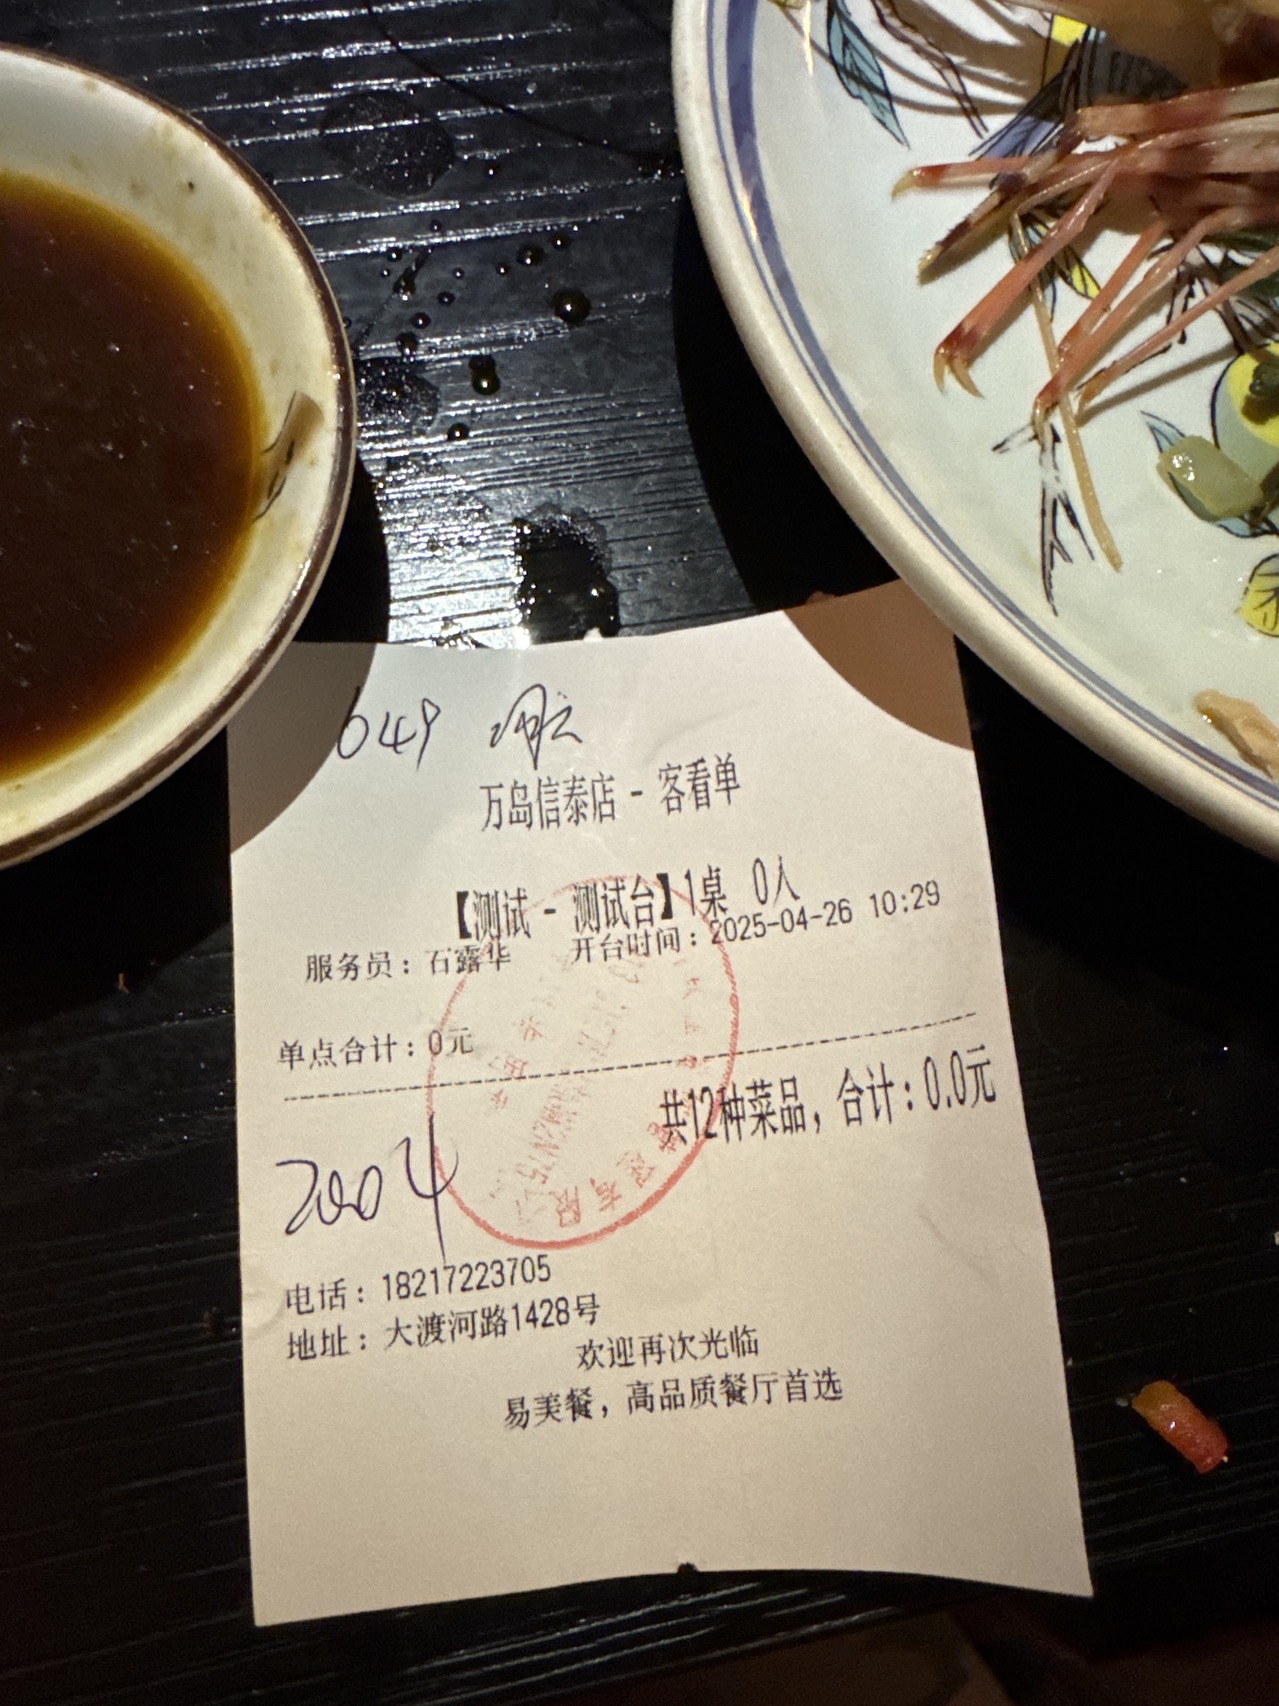 649
万岛信泰店 - 客看单
【测试 - 测试台】1桌 0人
服务员：石露华 开台时间：2025-04-26 10:29
单点合计：0元
共12种菜品，合计：0.0元
2004
电话：18217223705
地址：大渡河路1428号
欢迎再次光临
易美餐，高品质餐厅首选